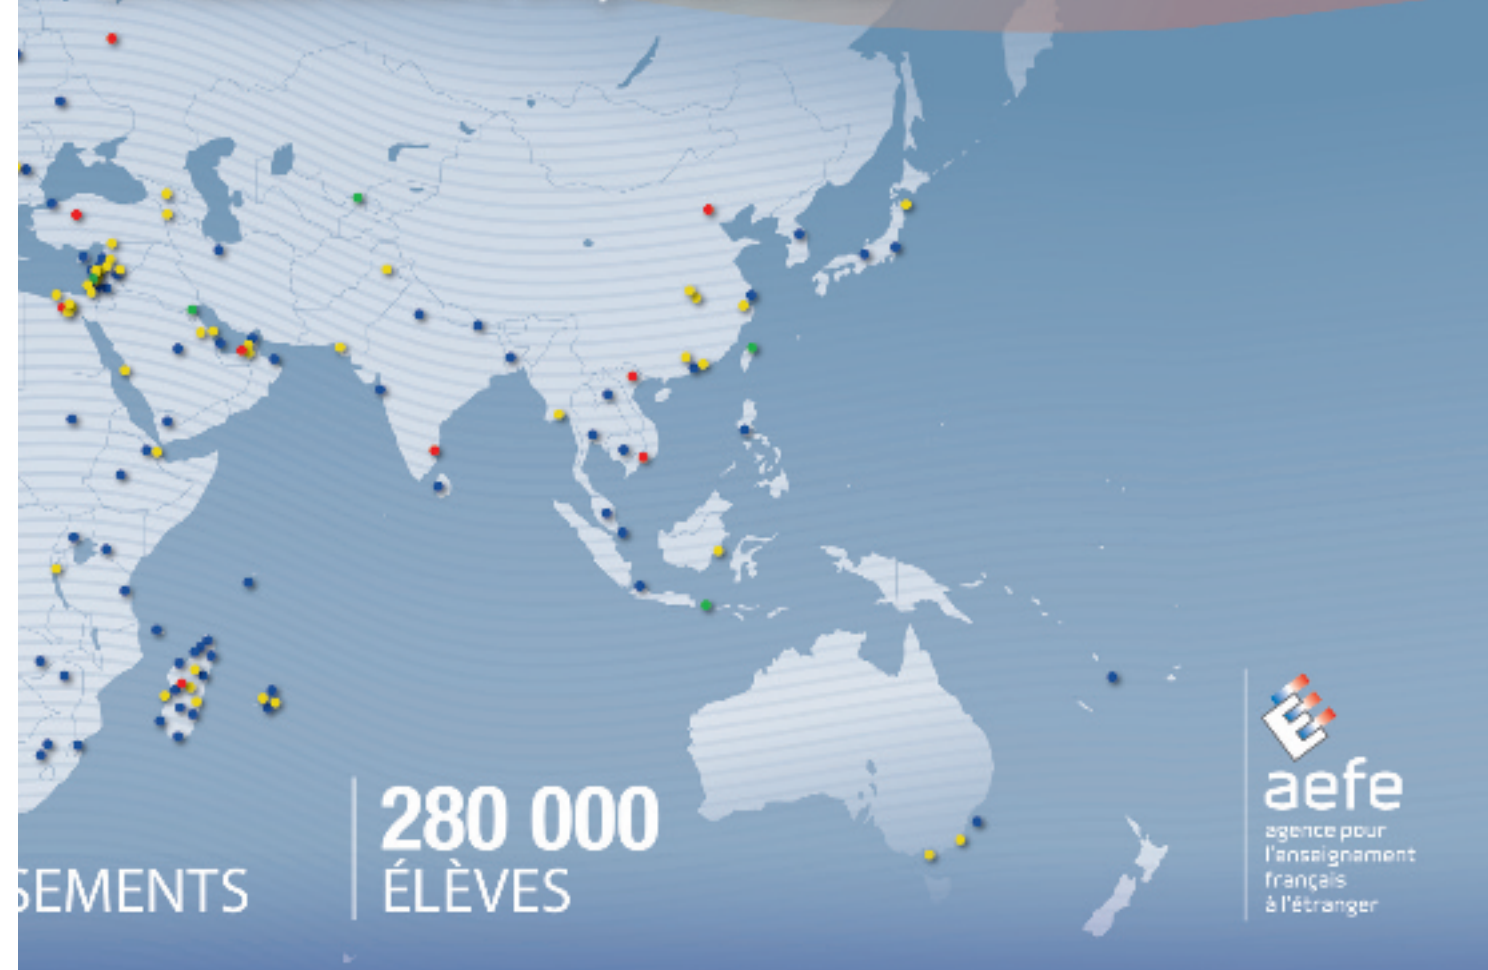 SEMENTS
280 000
ÉLÈVES
aefe
agence pour
l'enseignement
français
à l'étranger